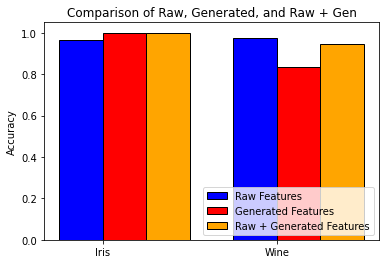 Comparison of Raw, Generated, and Raw + Gen
Accuracy
1.0
0.8
0.6
0.4
0.2
0.0
Iris
Wine
Raw Features
Generated Features
Raw + Generated Features